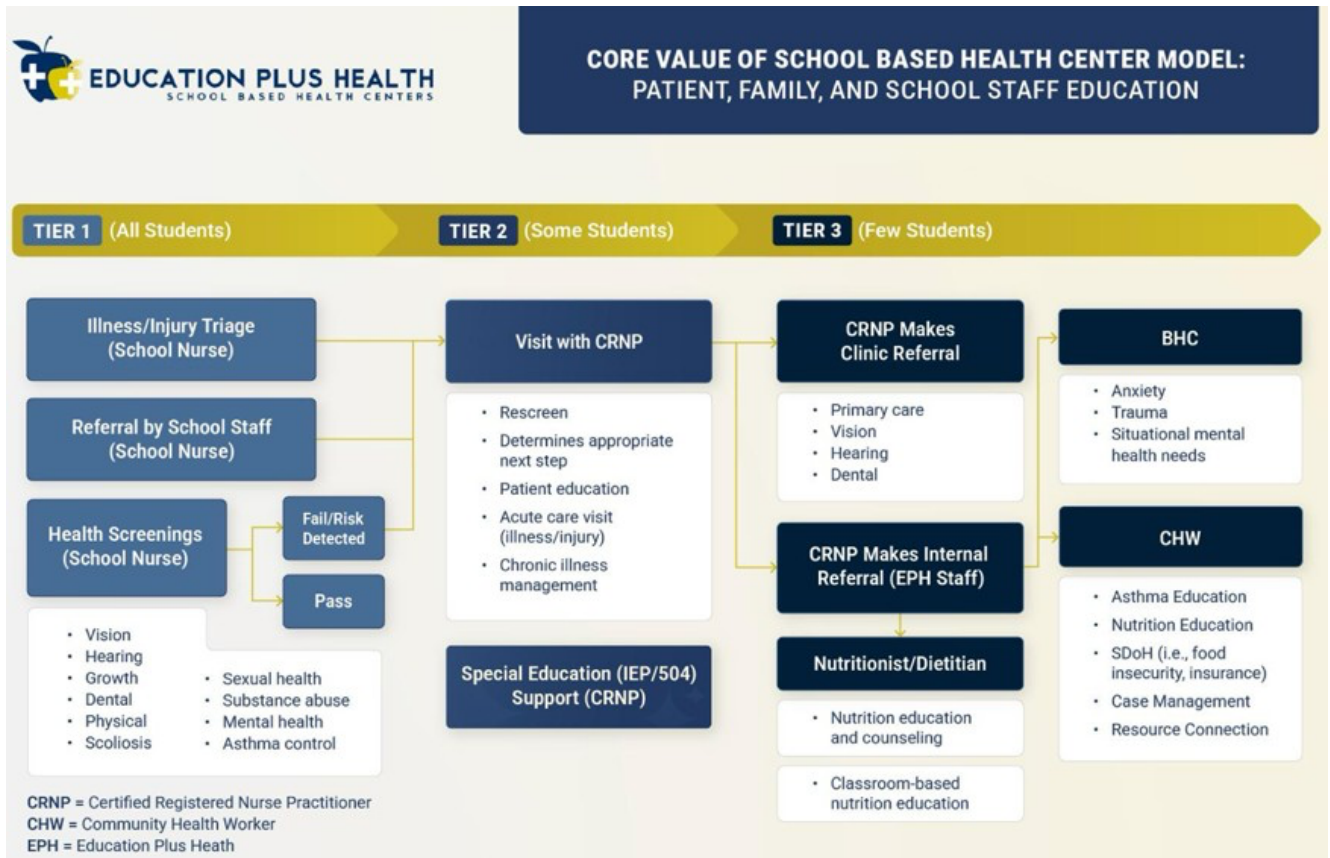 EDUCATION PLUS HEALTH
SCHOOL BASED HEALTH CENTERS
CORE VALUE OF SCHOOL BASED HEALTH CENTER MODEL:
PATIENT, FAMILY, AND SCHOOL STAFF EDUCATION
TIER 1 (All Students)
TIER 2 (Some Students)
TIER 3 (Few Students)
Illness/Injury Triage
(School Nurse)
Referral by School Staff
(School Nurse)
Health Screenings
(School Nurse)
Fail/Risk
Detected
Pass
• Vision
• Hearing
• Growth
• Dental
• Physical
• Scoliosis
• Sexual health
• Substance abuse
• Mental health
• Asthma control
Visit with CRNP
• Rescreen
• Determines appropriate
next step
• Patient education
• Acute care visit
(illness/injury)
• Chronic illness
management
Special Education (IEP/504)
Support (CRNP)
CRNP Makes
Clinic Referral
• Primary care
• Vision
• Hearing
• Dental
CRNP Makes Internal
Referral (EPH Staff)
Nutritionist/Dietitian
• Nutrition education
and counseling
• Classroom-based
nutrition education
BHC
• Anxiety
• Trauma
• Situational mental
health needs
CHW
• Asthma Education
• Nutrition Education
• SDoH (i.e., food
insecurity, insurance)
• Case Management
• Resource Connection
CRNP = Certified Registered Nurse Practitioner
CHW = Community Health Worker
EPH = Education Plus Heath